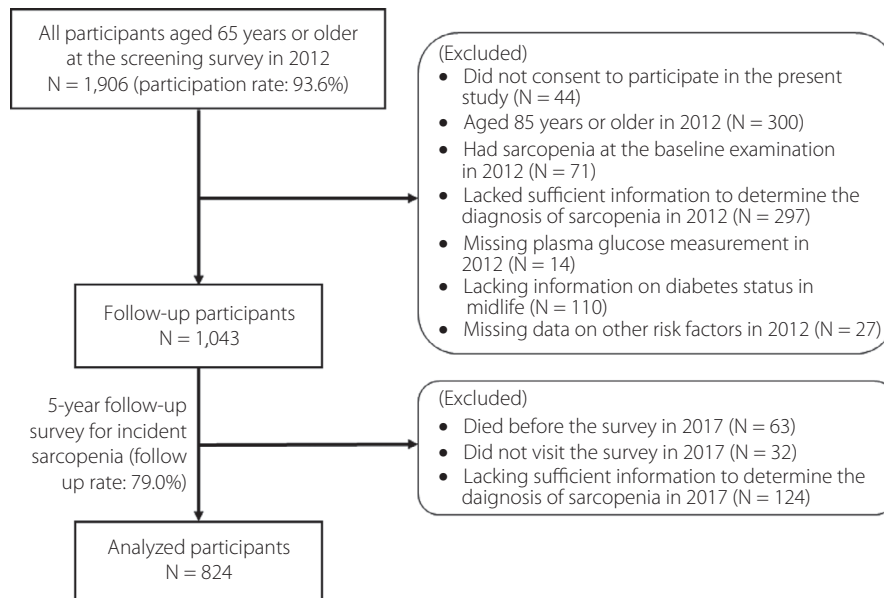 All participants aged 65 years or older
at the screening survey in 2012
N = 1,906 (participation rate: 93.6%)
(Excluded)
• Did not consent to participate in the present
study (N = 44)
• Aged 85 years or older in 2012 (N = 300)
• Had sarcopenia at the baseline examination
in 2012 (N = 71)
• Lacked sufficient information to determine the
diagnosis of sarcopenia in 2012 (N = 297)
• Missing plasma glucose measurement in
2012 (N = 14)
• Lacking information on diabetes status in
midlife (N = 110)
• Missing data on other risk factors in 2012 (N = 27)
Follow-up participants
N = 1,043
5-year follow-up
survey for incident
sarcopenia (follow
up rate: 79.0%)
(Excluded)
• Died before the survey in 2017 (N = 63)
• Did not visit the survey in 2017 (N = 32)
• Lacking sufficient information to determine the
daignosis of sarcopenia in 2017 (N = 124)
Analyzed participants
N = 824